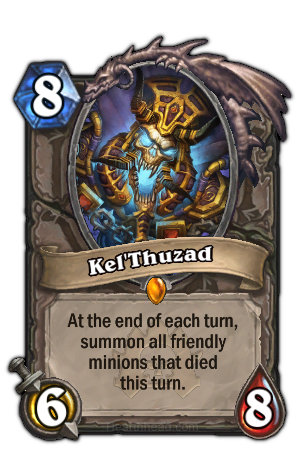 8
Kel'Thuzad
At the end of each turn,
summon all friendly
minions that died
this turn.
6
8